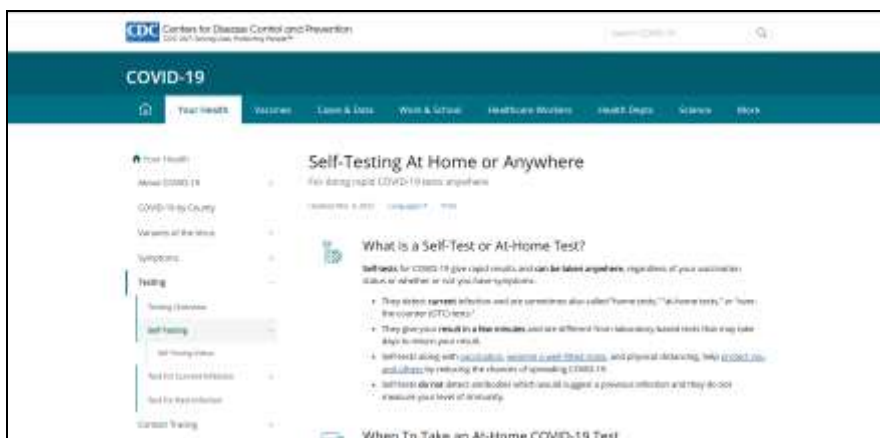 CDC Centers for Disease Control and Prevention
CDC 24/7: Saving Lives, Protecting People™
Search COVID-19
COVID-19
Your Health Vaccines Cases & Data Work & School Healthcare Workers Health Depts Science More
Your Health
About COVID-19
COVID-19 by County
Variants of the Virus
Symptoms
Testing
Testing Overview
Self-Testing
Self-Testing Videos
Test for Current Infection
Test for Past Infection
Contact Tracing
Self-Testing At Home or Anywhere
For doing rapid COVID-19 tests anywhere
Languages Print
What is a Self-Test or At-Home Test?
Self-tests for COVID-19 give rapid results and can be taken anywhere, regardless of your vaccination
status or whether or not you have symptoms.
• They detect current infection and are sometimes also called "home tests," "at-home tests," or "over-
the-counter (OTC) tests."
• They give your result in a few minutes and are different from laboratory-based tests that may take
days to return your result.
• Self-tests along with vaccination, wearing a well-fitted mask, and physical distancing, help protect you
and others by reducing the chances of spreading COVID-19.
• Self-tests do not detect antibodies which would suggest a previous infection and they do not
measure your level of immunity.
When To Take an At-Home COVID-19 Test